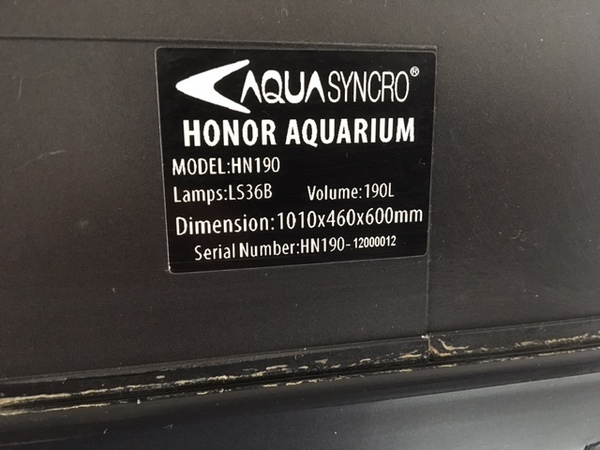 AQUASYNCRO®
HONOR AQUARIUM
MODEL:HN190
Lamps:LS36B Volume:190L
Dimension:1010x460x600mm
Serial Number:HN190-12000012